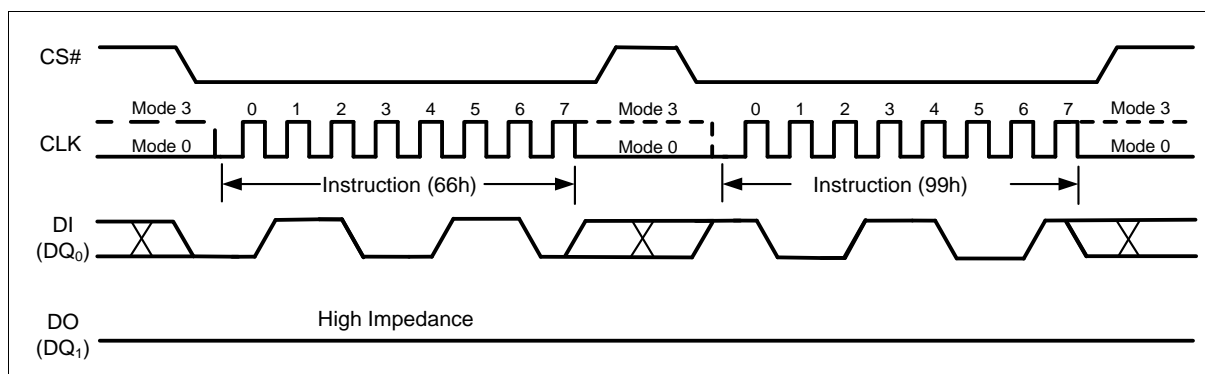 CS#
Mode 3 0 1 2 3 4 5 6 7 Mode 3 0 1 2 3 4 5 6 7 Mode 3
CLK
Mode 0 Mode 0 Mode 0
Instruction (66h) Instruction (99h)
DI
(DQ0)
DO High Impedance
(DQ1)